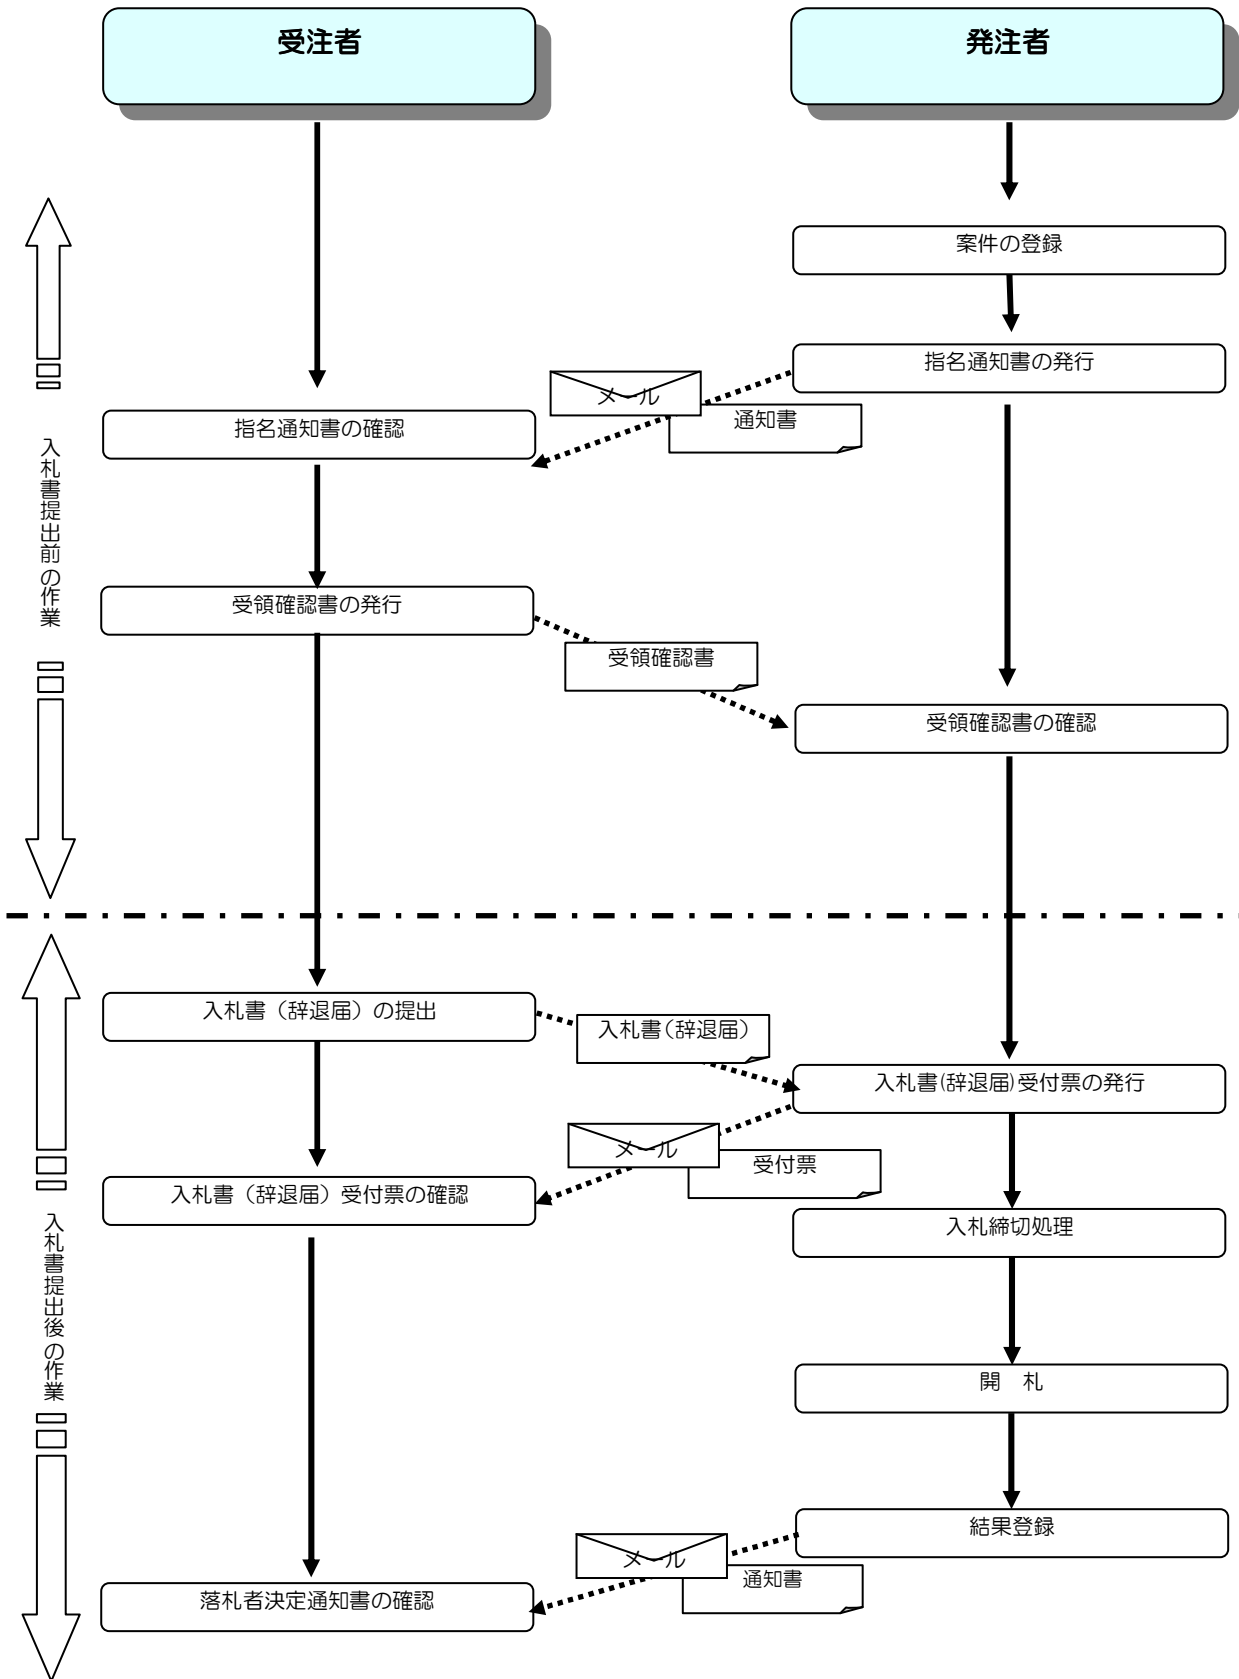 受注者
発注者
案件の登録
指名通知書の発行
メール
通知書
指名通知書の確認
入札書提出前の作業
受領確認書の発行
受領確認書
受領確認書の確認
入札書（辞退届）の提出
入札書（辞退届）
入札書(辞退届)受付票の発行
メール
受付票
入札書（辞退届）受付票の確認
入札締切処理
入札書提出後の作業
開　札
結果登録
メール
通知書
落札者決定通知書の確認